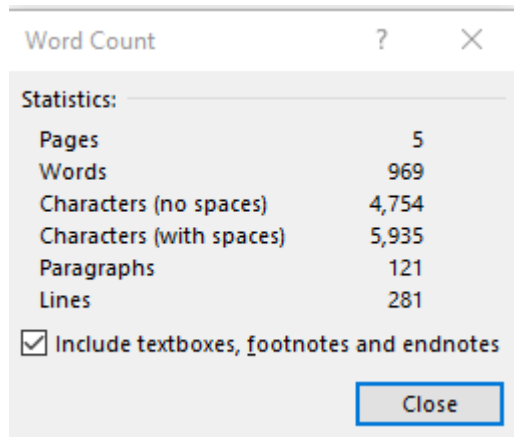 Word Count ?
Statistics:
Pages 5
Words 969
Characters (no spaces) 4,754
Characters (with spaces) 5,935
Paragraphs 121
Lines 281
Include textboxes, footnotes and endnotes
Close